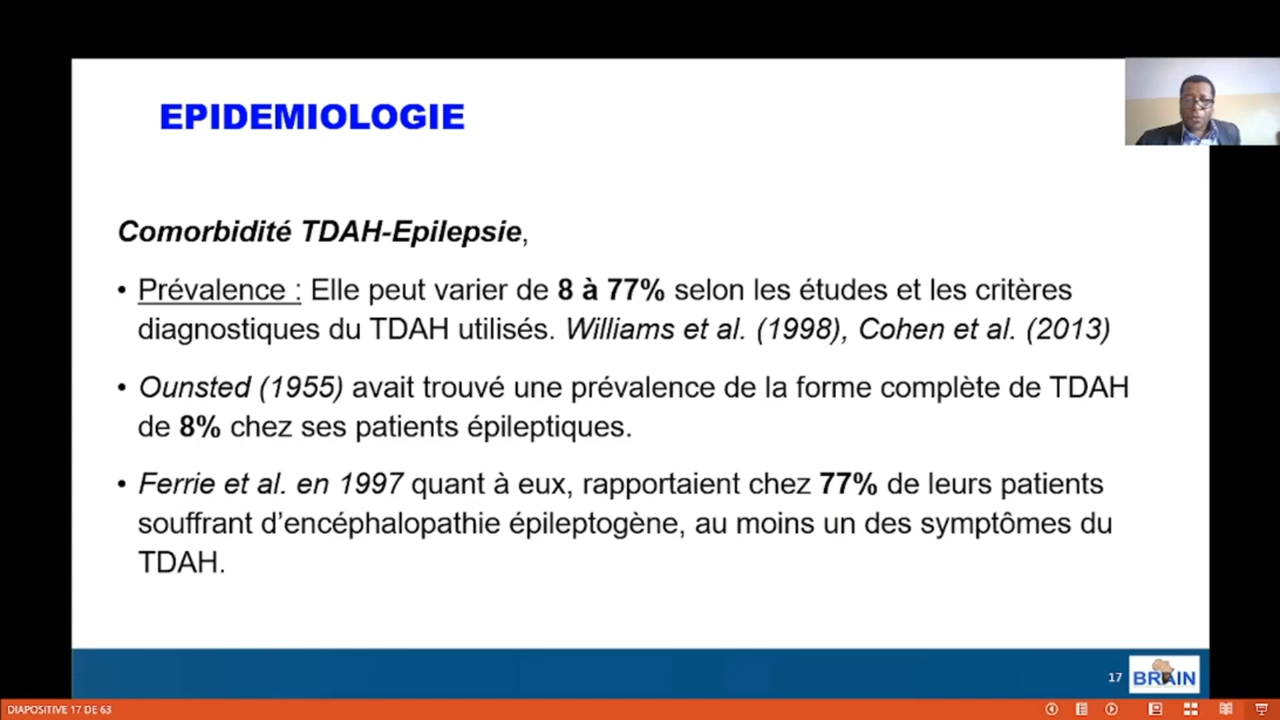 EPIDEMIOLOGIE
Comorbidité TDAH-Epilepsie,
• Prévalence : Elle peut varier de 8 à 77% selon les études et les critères
diagnostiques du TDAH utilisés. Williams et al. (1998), Cohen et al. (2013)
• Ounsted (1955) avait trouvé une prévalence de la forme complète de TDAH
de 8% chez ses patients épileptiques.
• Ferrie et al. en 1997 quant à eux, rapportaient chez 77% de leurs patients
souffrant d'encéphalopathie épileptogène, au moins un des symptômes du
TDAH.
17
BRAIN
DIAPOSITIVE 17 DE 63